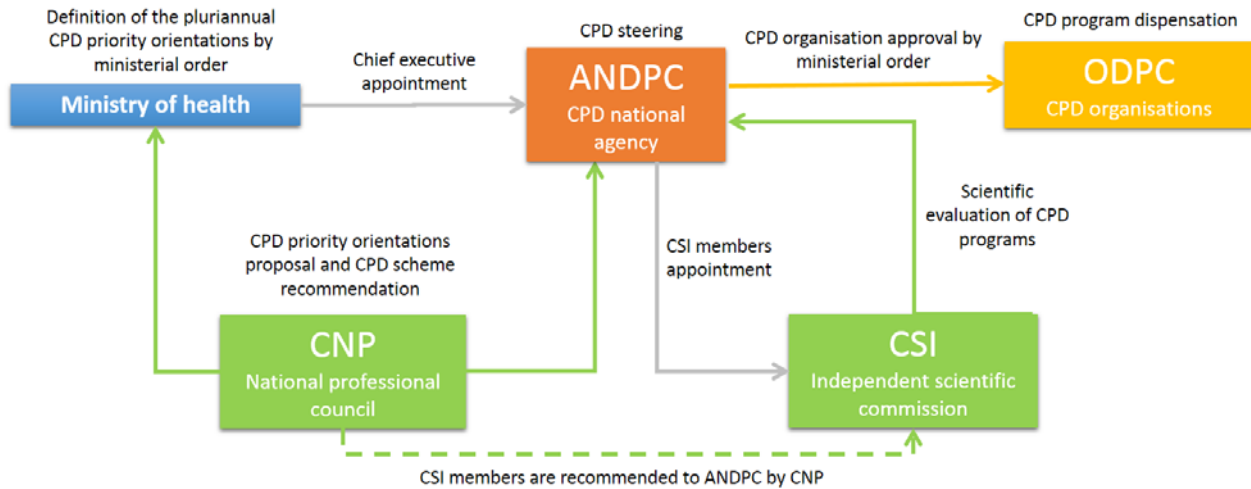 Definition of the pluriannual
CPD priority orientations by
ministerial order
Ministry of health
Chief executive
appointment
CPD steering
ANDPC
CPD national
agency
CPD organisation approval by
ministerial order
CPD program dispensation
ODPC
CPD organisations
CPD priority orientations
proposal and CPD scheme
recommendation
CSI members
appointment
Scientific
evaluation of CPD
programs
CNP
National professional
council
CSI
Independent scientific
commission
CSI members are recommended to ANDPC by CNP